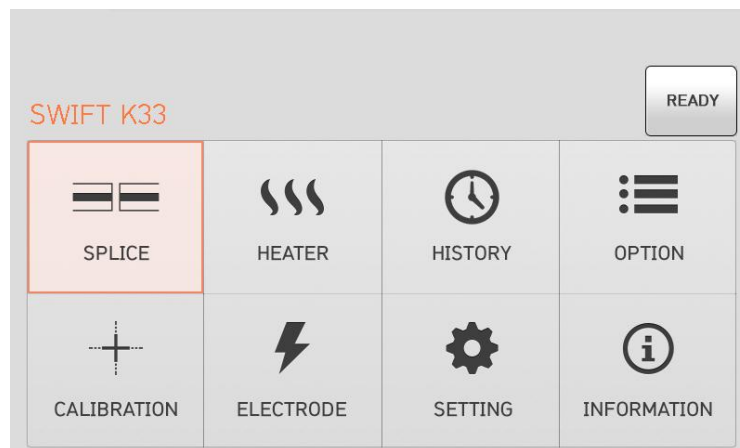 READY
SWIFT K33
SPLICE HEATER HISTORY OPTION
CALIBRATION ELECTRODE SETTING INFORMATION